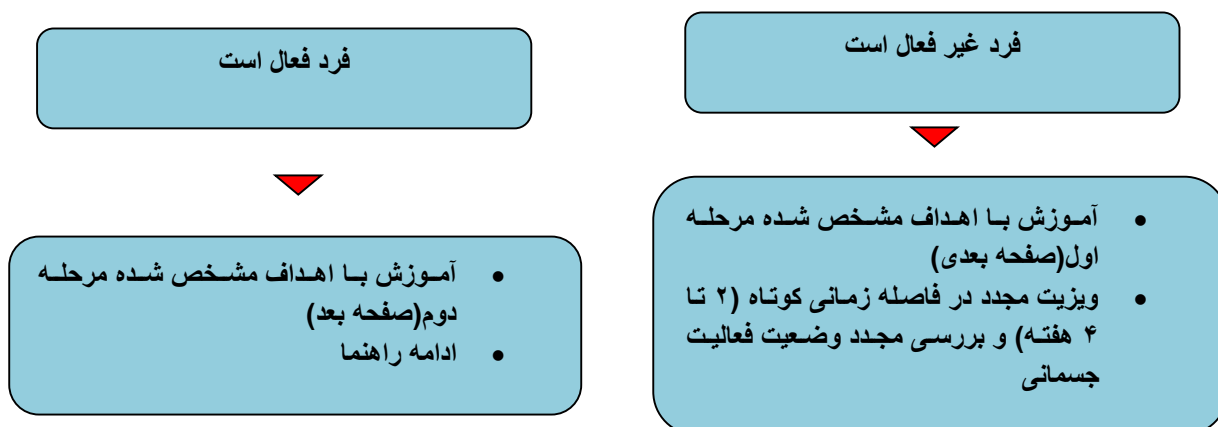 فرد غیر فعال است
آموزش با اهداف مشخص شده مرحله
اول(صفحه بعدی)
ویزیت مجدد در فاصله زمانی کوتاه (۲ تا
۴ هفته) و بررسی مجدد وضعیت فعالیت
جسمانی
فرد فعال است
آموزش با اهداف مشخص شده مرحله
دوم(صفحه بعد)
ادامه راهنما